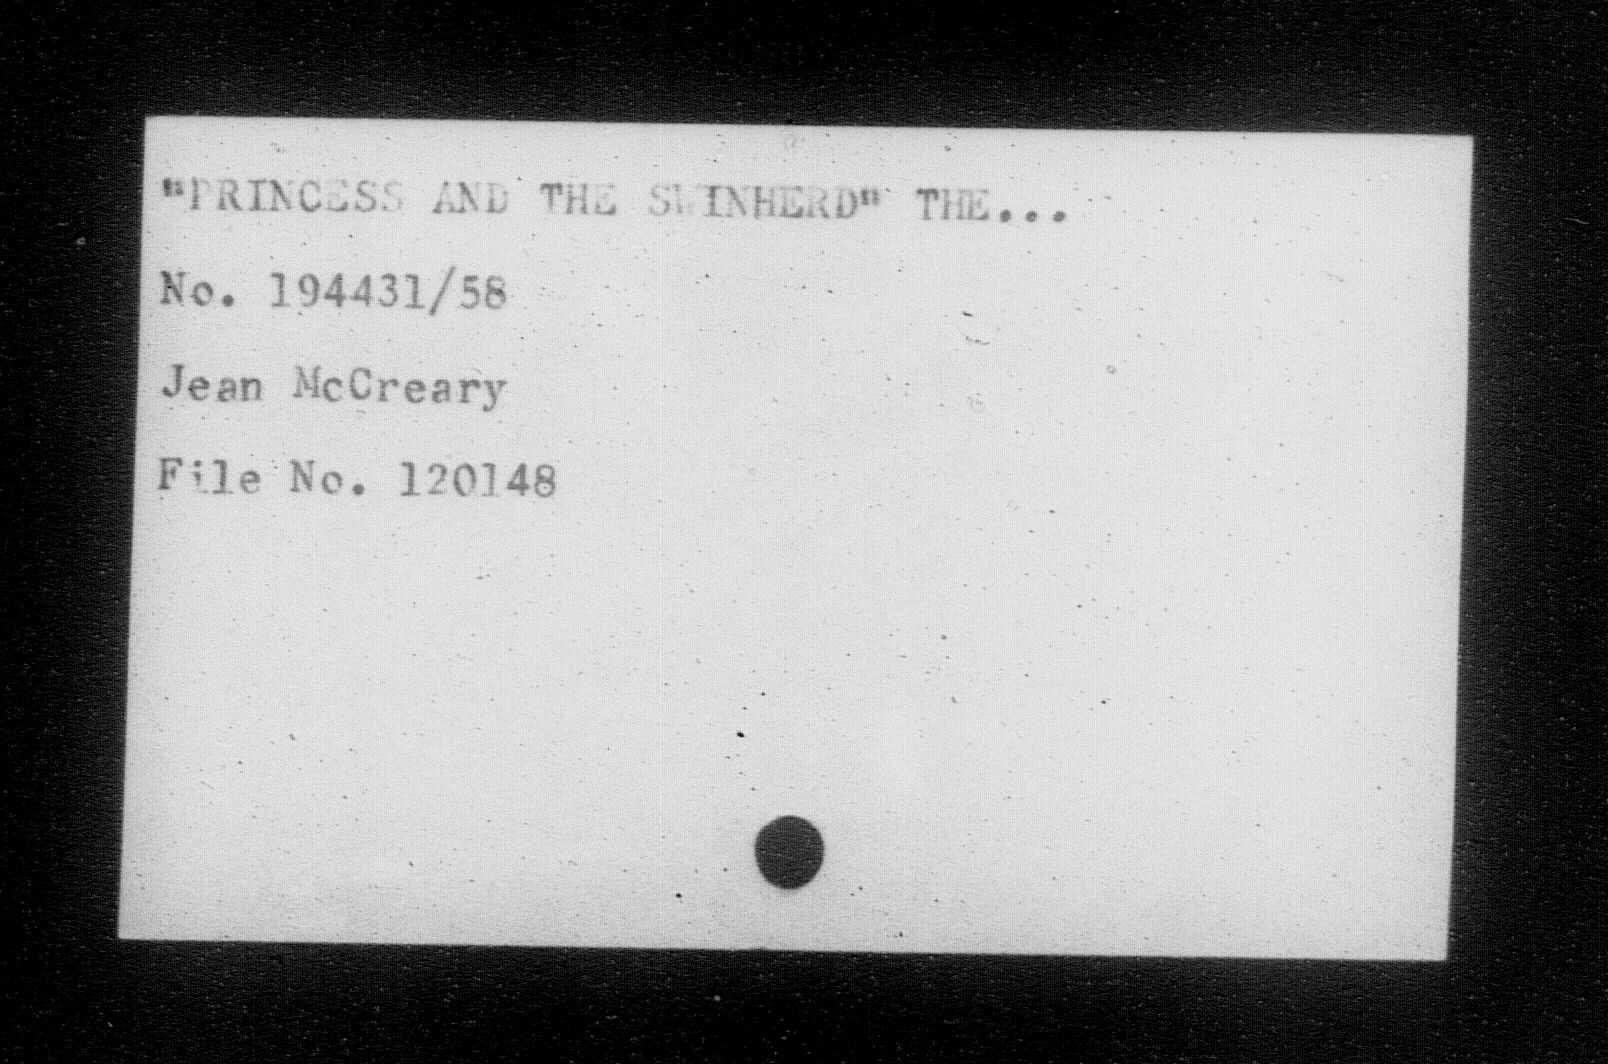 "PRINCESS AND THE SWINHERD" THE...
No. 194431/58
Jean McCreary
File No. 120148